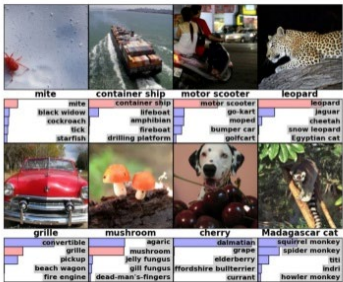 mite container ship motor scooter leopard
mite container ship motor scooter leopard
black widow lifeboat go-kart jaguar
cockroach amphibian moped cheetah
tick fireboat bumper car snow leopard
starfish drilling platform golfcart Egyptian cat
grille mushroom cherry Madagascar cat
convertible agaric dalmatian squirrel monkey
grille mushroom grape spider monkey
pickup jelly fungus elderberry titi
beach wagon gill fungus ffordshire bullterrier indri
fire engine dead-man's-fingers currant howler monkey